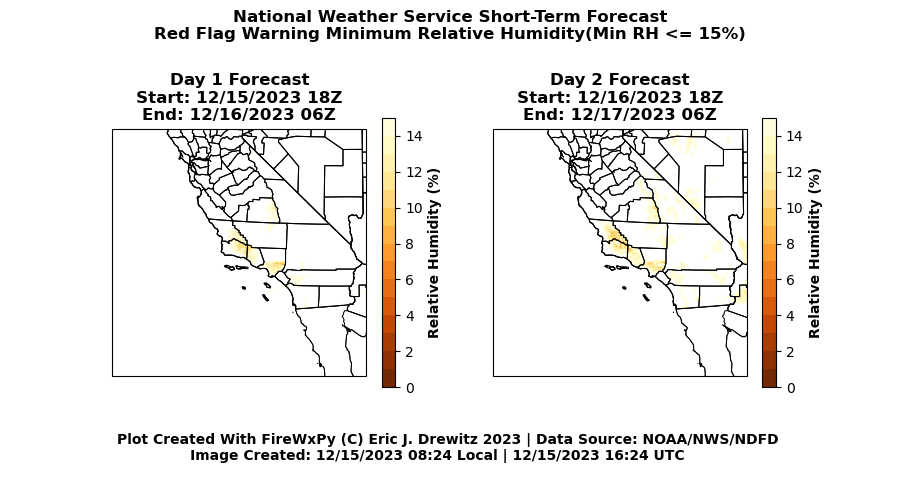 National Weather Service Short-Term Forecast
Red Flag Warning Minimum Relative Humidity(Min RH <= 15%)
Day 1 Forecast
Start: 12/15/2023 18Z
End: 12/16/2023 06Z
14
12
10
8
6
4
2
0
Relative Humidity (%)
Day 2 Forecast
Start: 12/16/2023 18Z
End: 12/17/2023 06Z
14
12
10
8
6
4
2
0
Relative Humidity (%)
Plot Created With FireWxPy (C) Eric J. Drewitz 2023 | Data Source: NOAA/NWS/NDFD
Image Created: 12/15/2023 08:24 Local | 12/15/2023 16:24 UTC